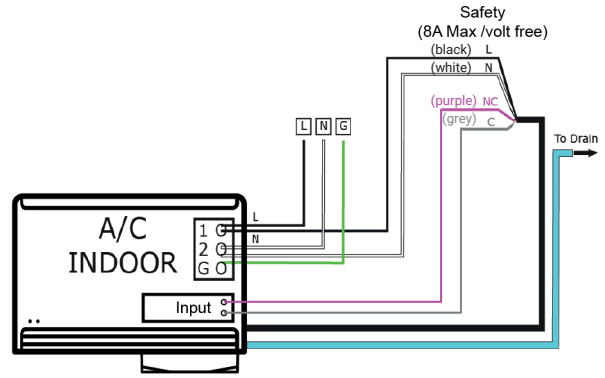 Safety
(8A Max /volt free)
(black) L
(white) N
(purple) NC
(grey) C
L N G
To Drain
A/C
INDOOR
L
1
N
2
G
Input